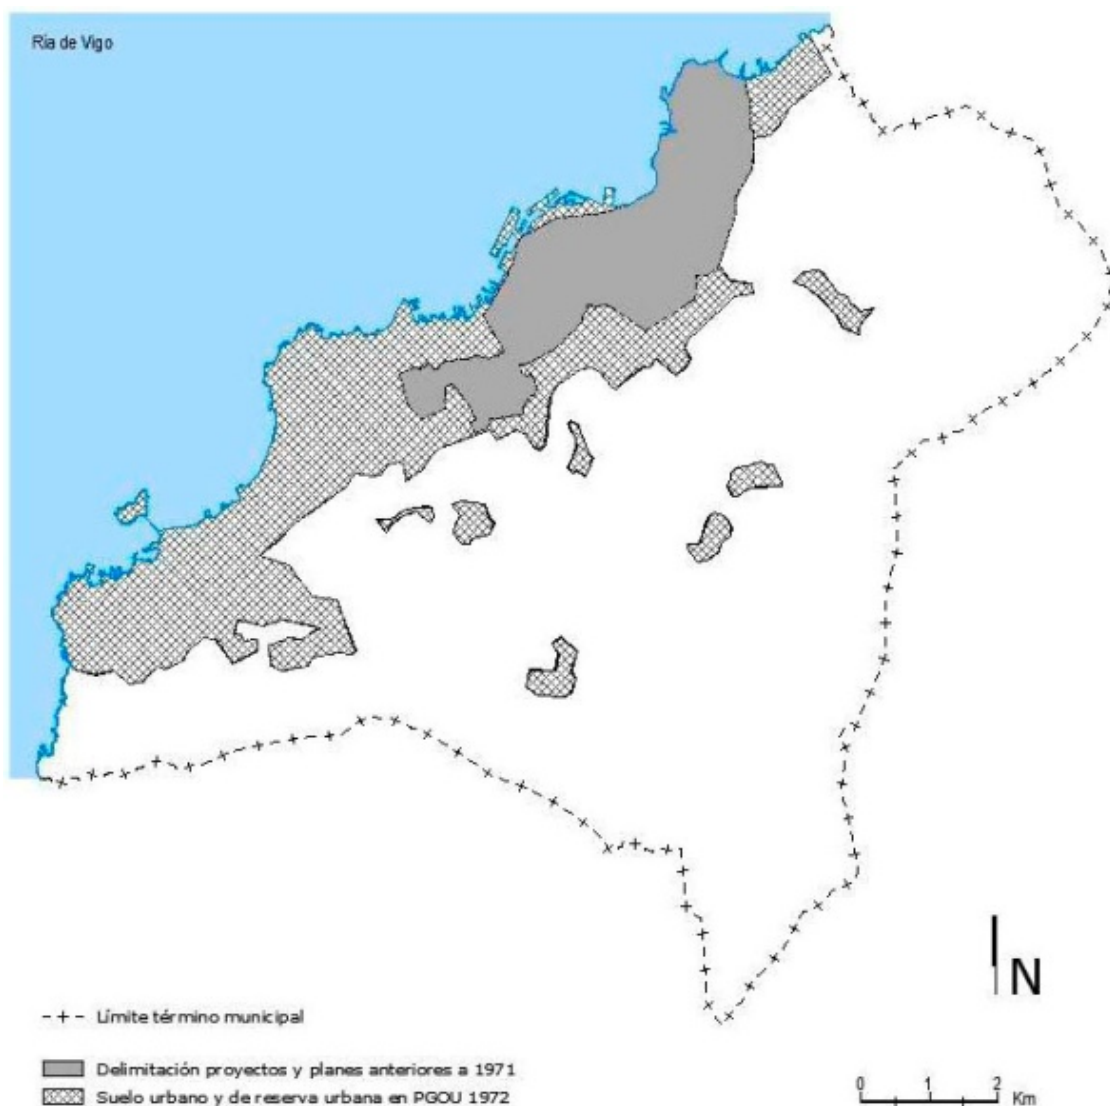 Ría de Vigo
N
Límite término municipal
Delimitación proyectos y planes anteriores a 1971
Suelo urbano y de reserva urbana en PGOU 1972
0 1 2 Km